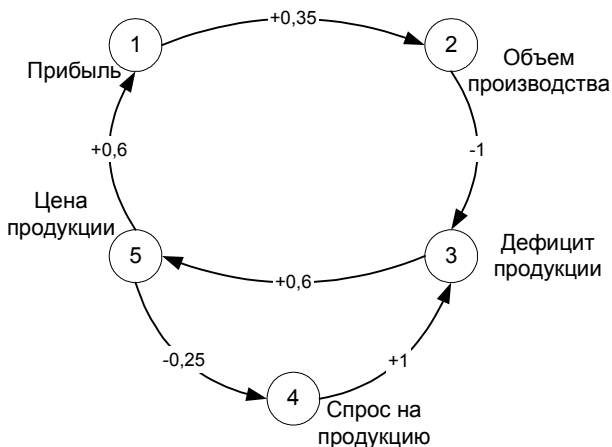 +0,35
1
2
Прибыль
Объем
производства
+0,6
-1
Цена
продукции
5
3
Дефицит
продукции
+0,6
-0,25
+1
4
Спрос на
продукцию